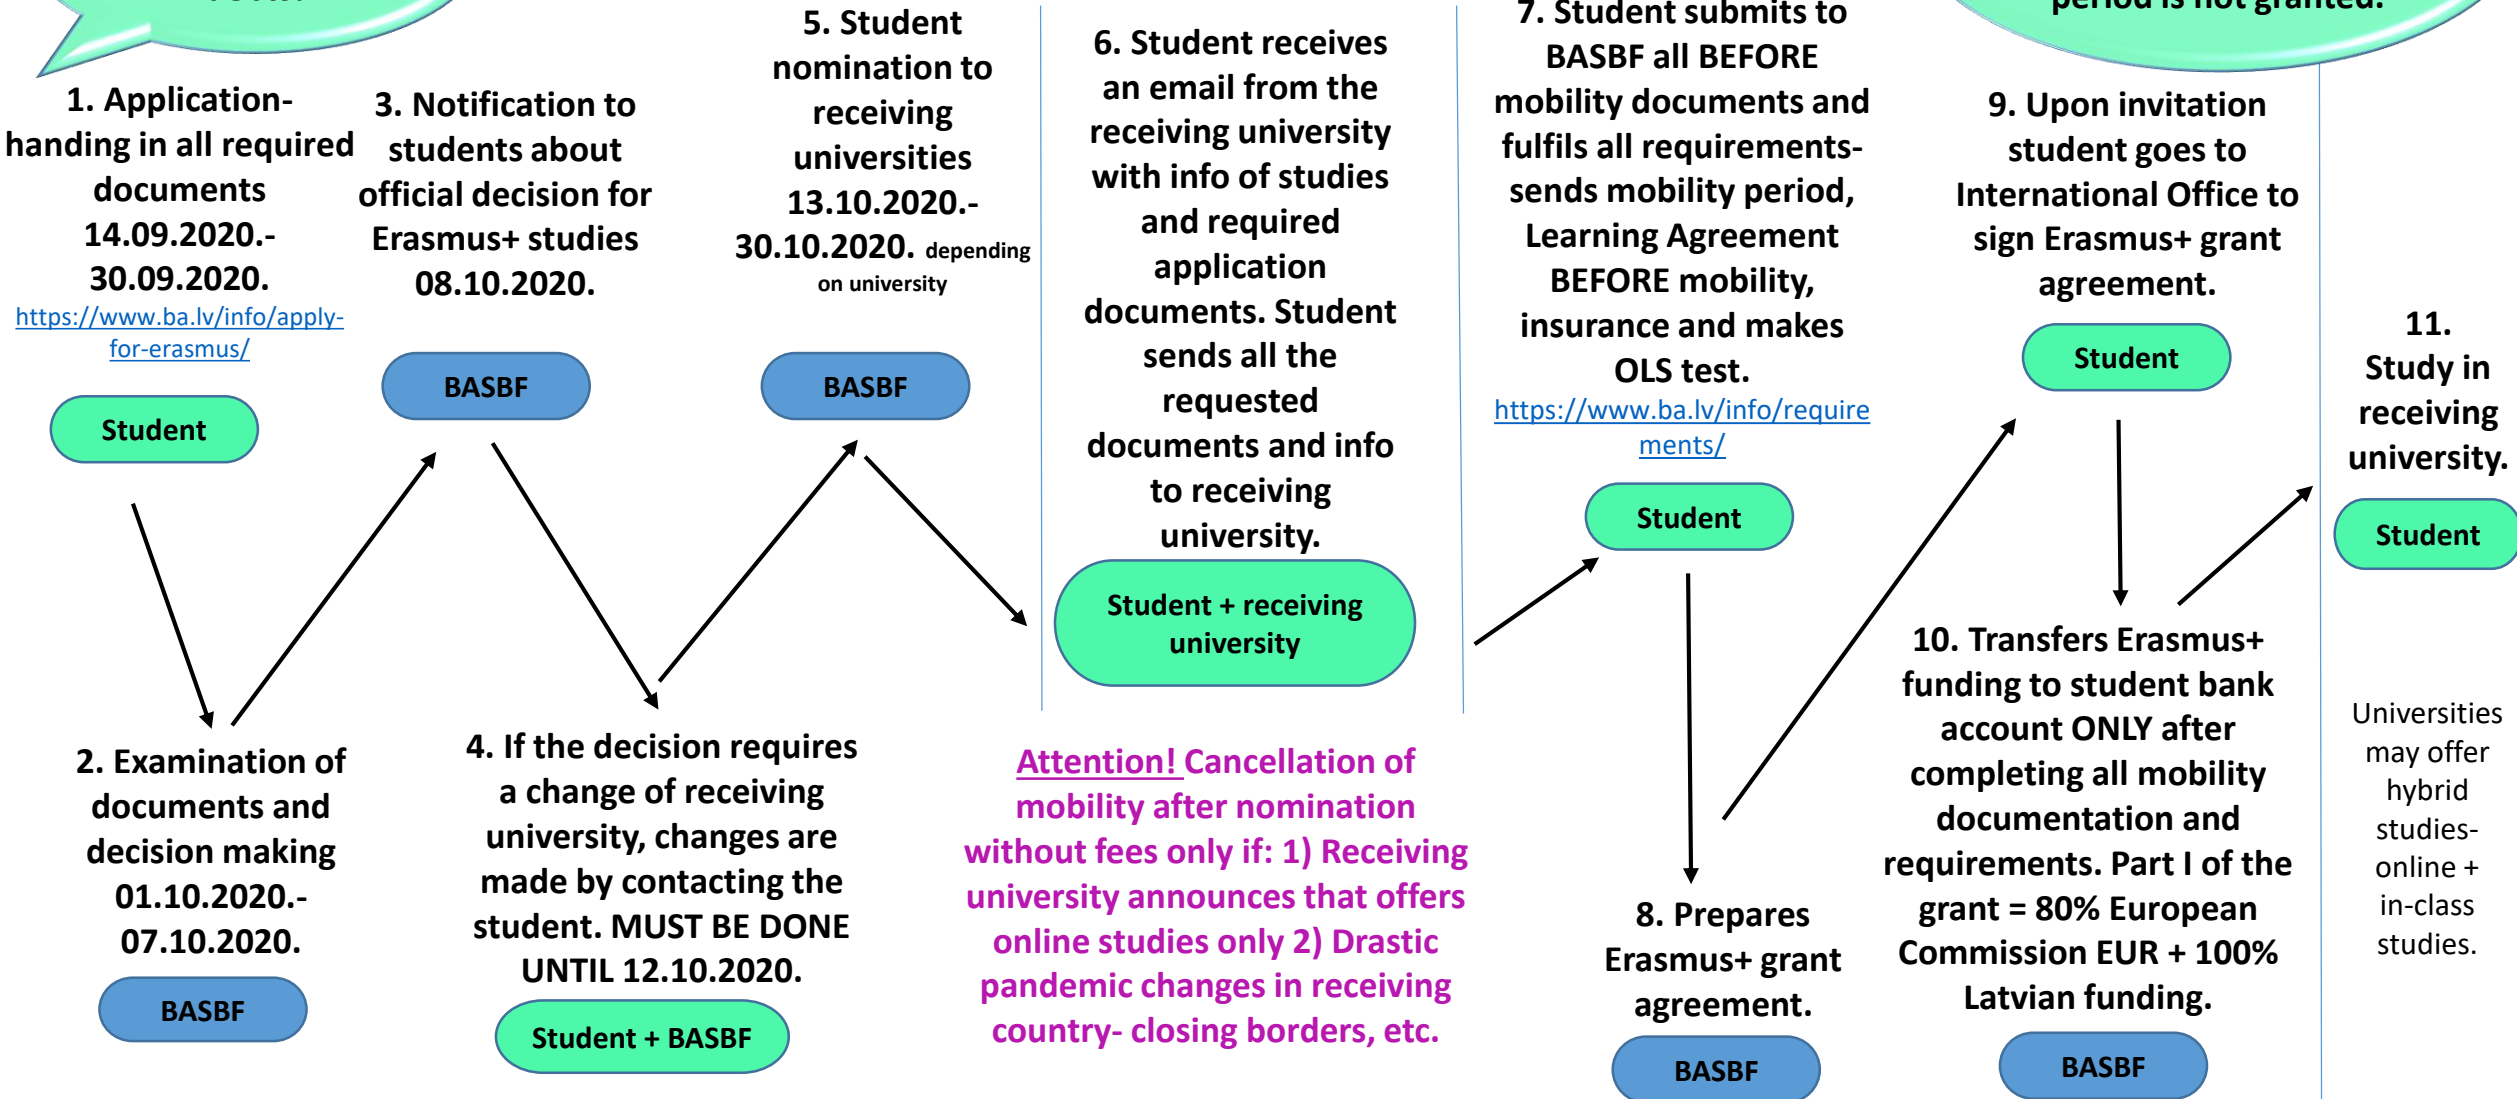 period is not granted.
1. Application-
handing in all required
documents
14.09.2020.-
30.09.2020.
https://www.ba.lv/info/apply-
for-erasmus/
Student
2. Examination of
documents and
decision making
01.10.2020.-
07.10.2020.
BASBF
3. Notification to
students about
official decision for
Erasmus+ studies
08.10.2020.
BASBF
4. If the decision requires
a change of receiving
university, changes are
made by contacting the
student. MUST BE DONE
UNTIL 12.10.2020.
Student + BASBF
5. Student
nomination to
receiving
universities
13.10.2020.-
30.10.2020. depending
on university
BASBF
6. Student receives
an email from the
receiving university
with info of studies
and required
application
documents. Student
sends all the
requested
documents and info
to receiving
university.
Student + receiving
university
Attention! Cancellation of
mobility after nomination
without fees only if: 1) Receiving
university announces that offers
online studies only 2) Drastic
pandemic changes in receiving
country- closing borders, etc.
7. Student submits to
BASBF all BEFORE
mobility documents and
fulfils all requirements-
sends mobility period,
Learning Agreement
BEFORE mobility,
insurance and makes
OLS test.
https://www.ba.lv/info/require
ments/
Student
8. Prepares
Erasmus+ grant
agreement.
BASBF
9. Upon invitation
student goes to
International Office to
sign Erasmus+ grant
agreement.
Student
10. Transfers Erasmus+
funding to student bank
account ONLY after
completing all mobility
documentation and
requirements. Part I of the
grant = 80% European
Commission EUR + 100%
Latvian funding.
BASBF
11.
Study in
receiving
university.
Student
Universities
may offer
hybrid
studies-
online +
in-class
studies.